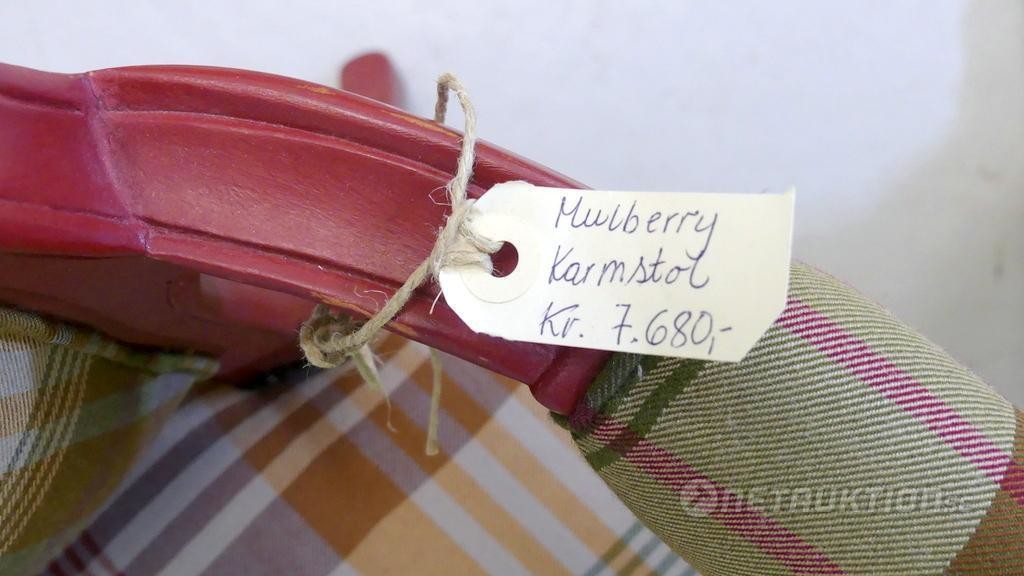 Mulberry
Karmstol
Kr. 7.680,-